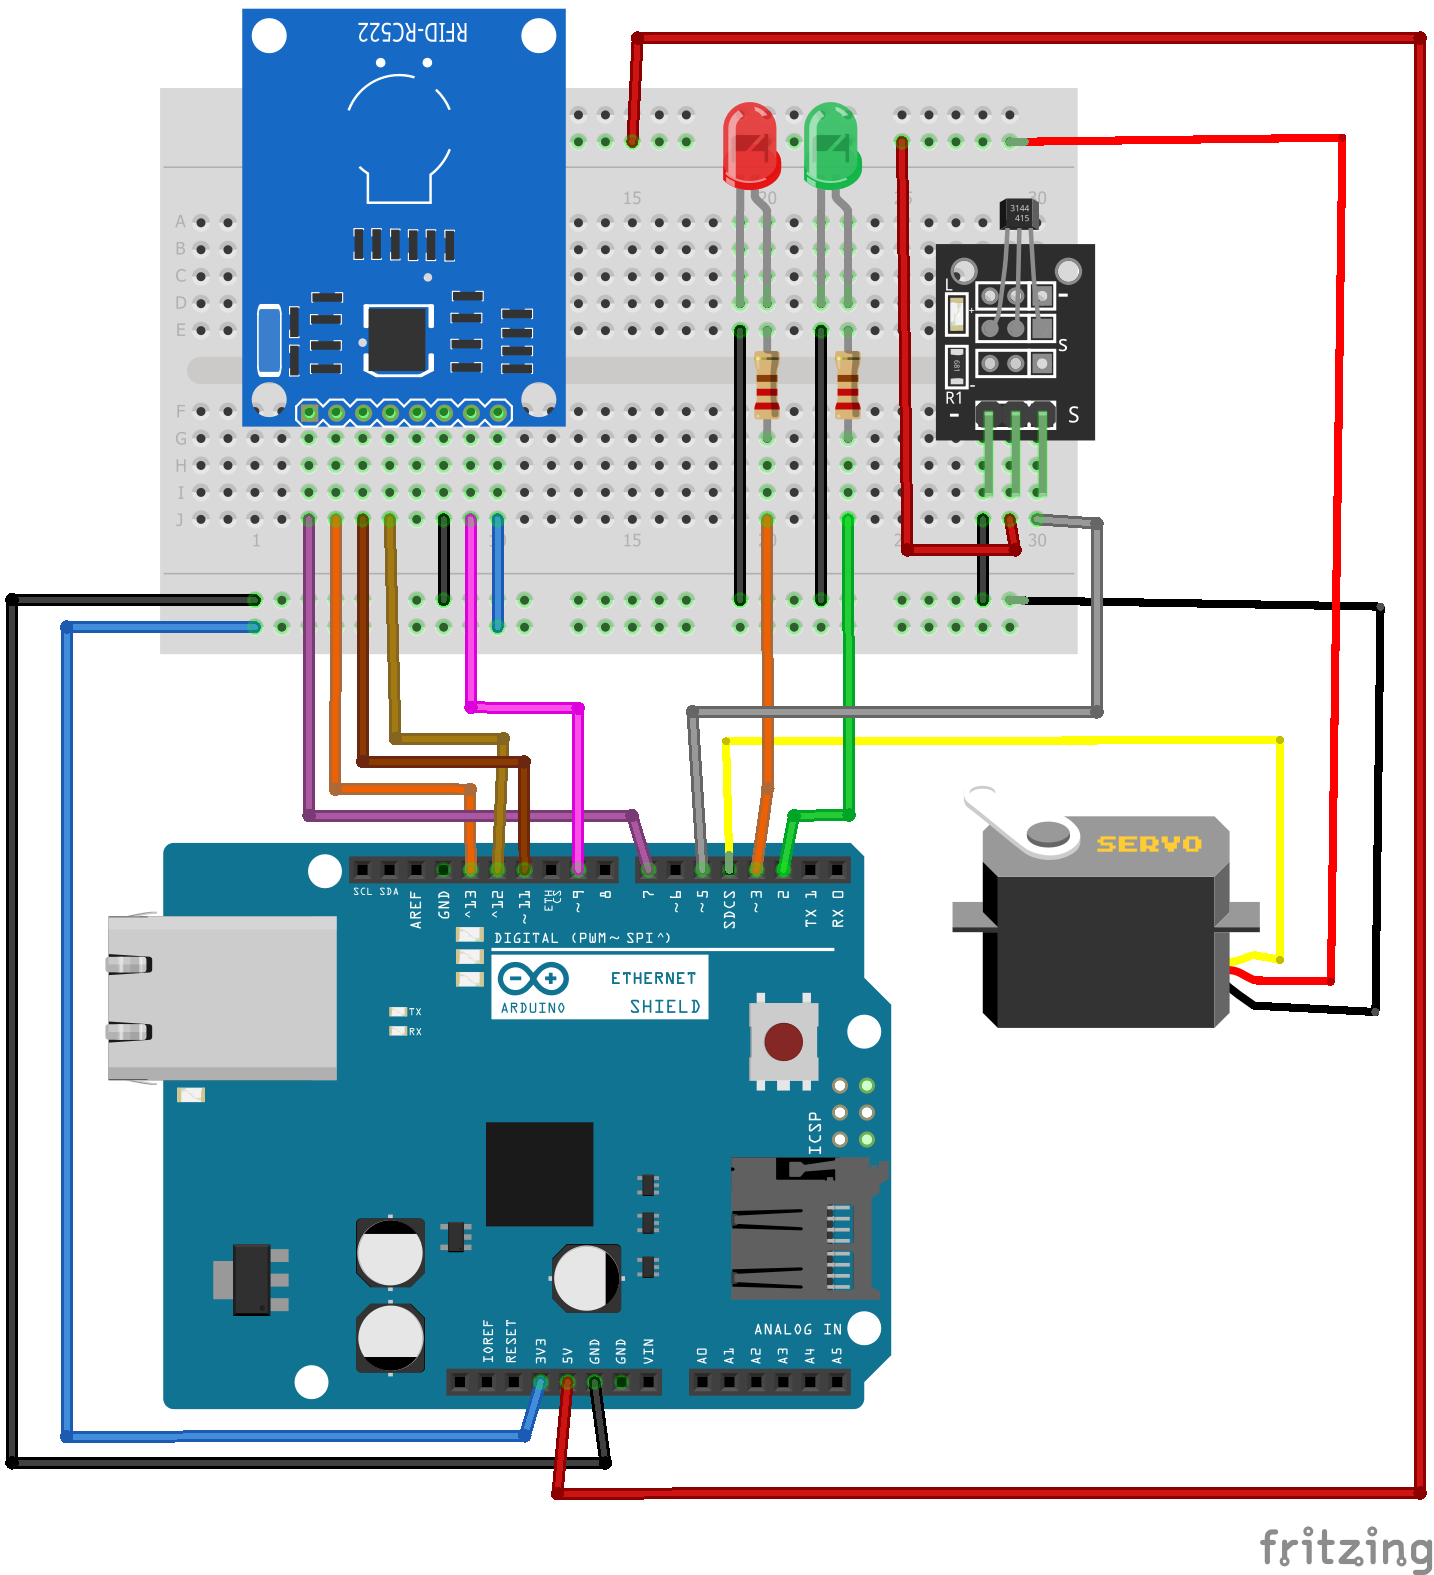 RFID-RC522
15 20 25 30
3144
415
A
B
C
D
E
L
+
-
S
681
-
R1
- S
F
G
H
I
J
1 10 15 20 25 30
SERVO
SCL SDA AREF GND ^13 ^12 ~11 ETH CS ~9 8 7 ~6 ~5 SDCS ~3 2 TX 1 RX 0
DIGITAL (PWM~ SPI^)
ETHERNET
ARDUINO SHIELD
TX
RX
ICSP
ANALOG IN
IOREF RESET 3V3 5V GND GND VIN A0 A1 A2 A3 A4 A5
fritzing